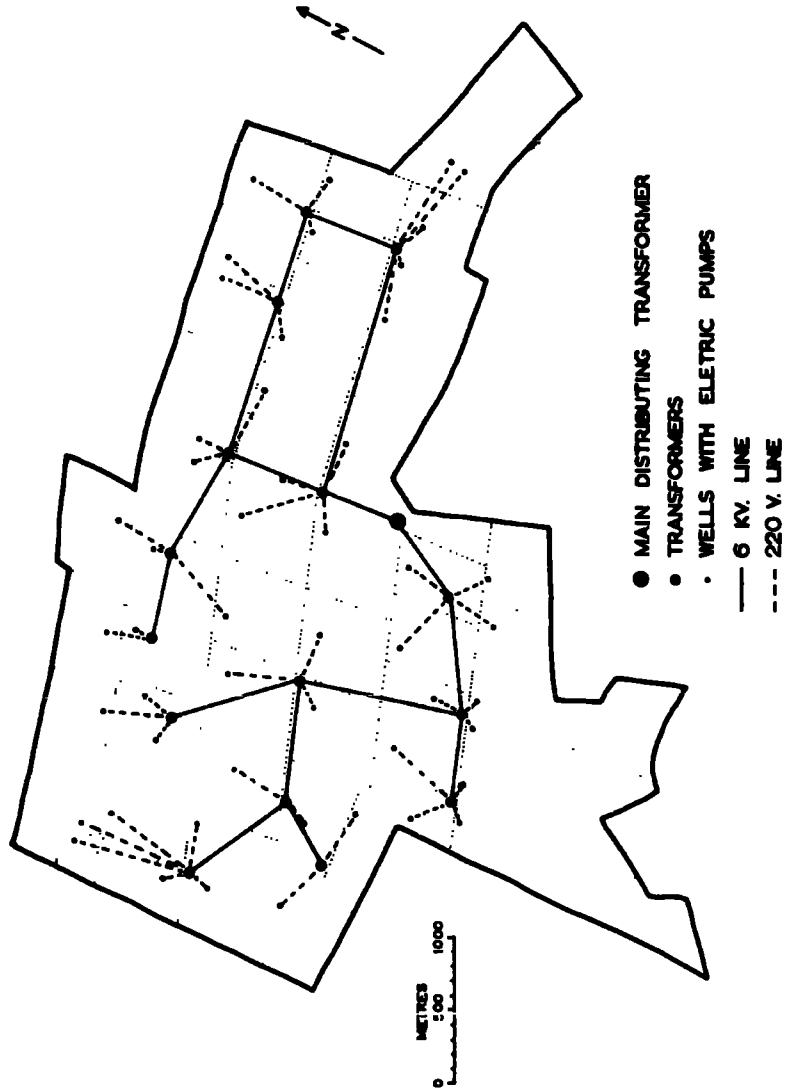 N
MAIN DISTRIBUTING TRANSFORMER
TRANSFORMERS
WELLS WITH ELETRIC PUMPS
6 KV. LINE
220 V. LINE
METRES
0 500 1000